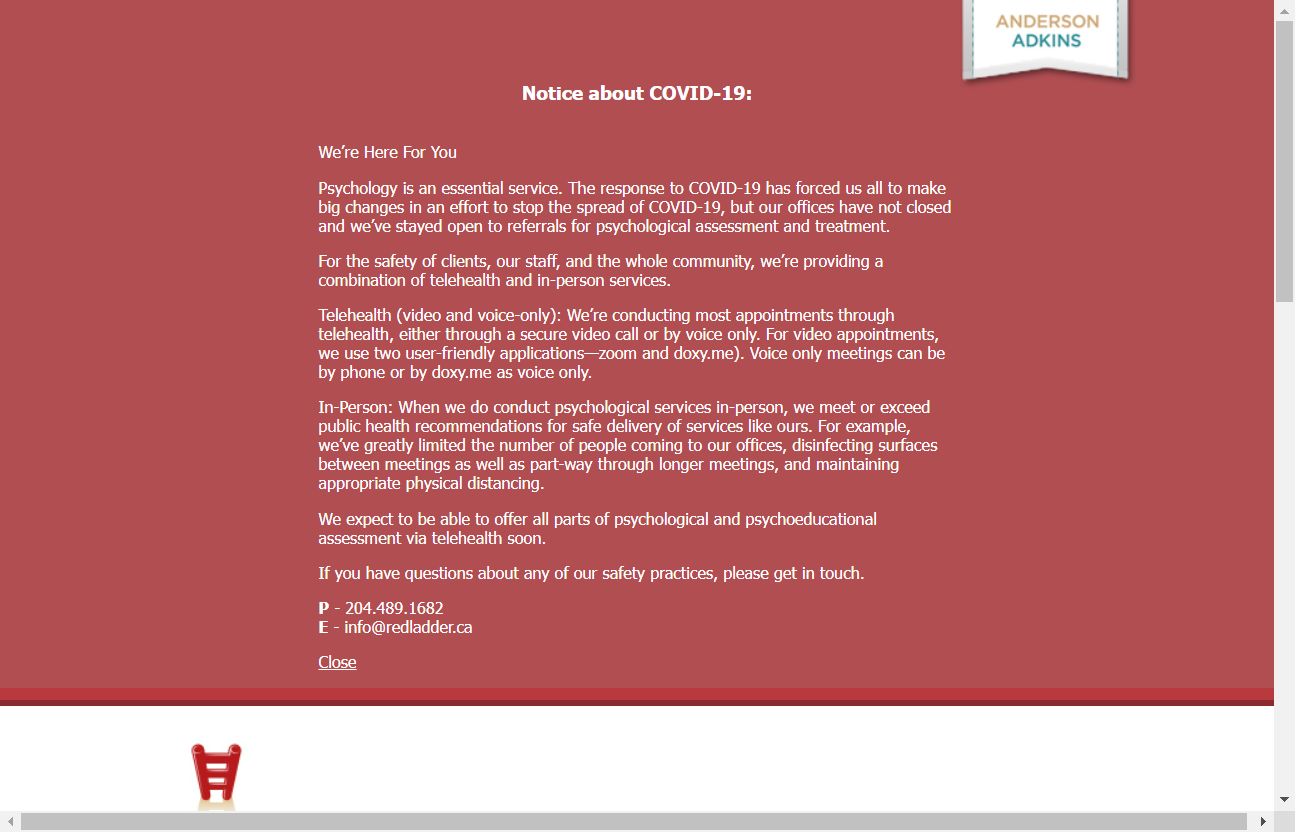 ANDERSON
ADKINS
Notice about COVID-19:
We’re Here For You
Psychology is an essential service. The response to COVID-19 has forced us all to make
big changes in an effort to stop the spread of COVID-19, but our offices have not closed
and we’ve stayed open to referrals for psychological assessment and treatment.
For the safety of clients, our staff, and the whole community, we’re providing a
combination of telehealth and in-person services.
Telehealth (video and voice-only): We’re conducting most appointments through
telehealth, either through a secure video call or by voice only. For video appointments,
we use two user-friendly applications—zoom and doxy.me). Voice only meetings can be
by phone or by doxy.me as voice only.
In-Person: When we do conduct psychological services in-person, we meet or exceed
public health recommendations for safe delivery of services like ours. For example,
we’ve greatly limited the number of people coming to our offices, disinfecting surfaces
between meetings as well as part-way through longer meetings, and maintaining
appropriate physical distancing.
We expect to be able to offer all parts of psychological and psychoeducational
assessment via telehealth soon.
If you have questions about any of our safety practices, please get in touch.
P - 204.489.1682
E - info@redladder.ca
Close